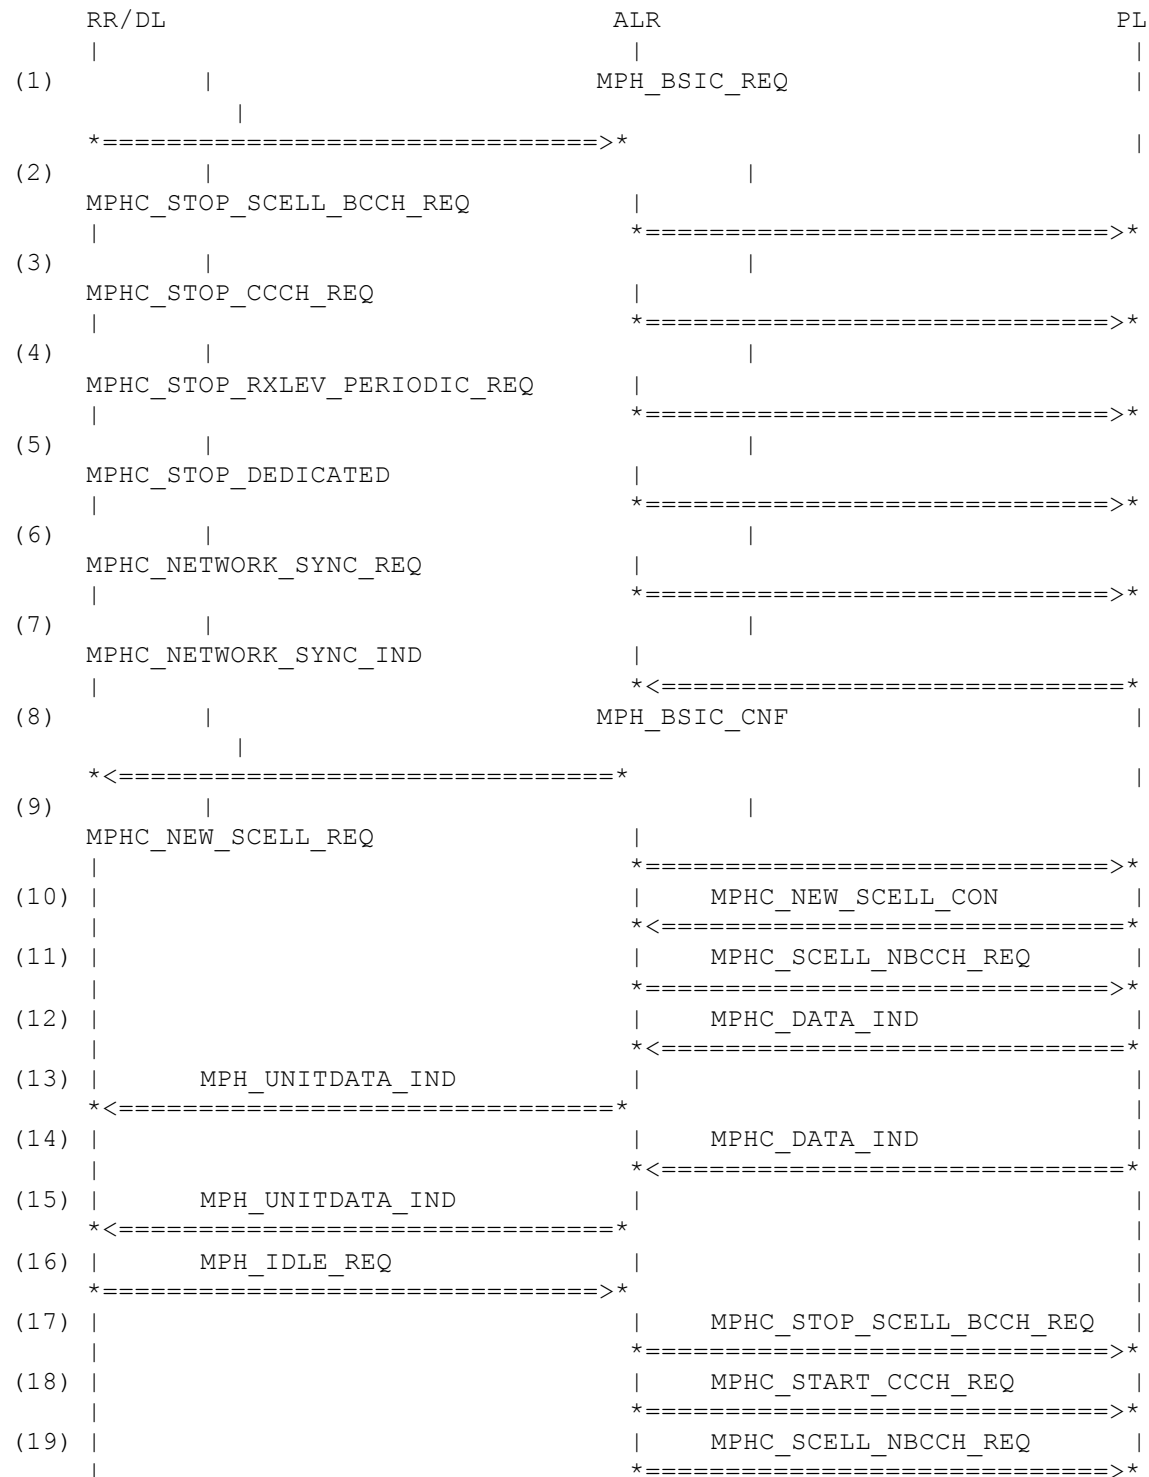 RR/DL ALR PL
| | |
(1) | MPH_BSIC_REQ |
|
*===============================>* |
(2) | |
MPHC_STOP_SCELL_BCCH_REQ |
| *=============================>*
(3) | |
MPHC_STOP_CCCH_REQ |
| *=============================>*
(4) | |
MPHC_STOP_RXLEV_PERIODIC_REQ |
| *=============================>*
(5) | |
MPHC_STOP_DEDICATED |
| *=============================>*
(6) | |
MPHC_NETWORK_SYNC_REQ |
| *=============================>*
(7) | |
MPHC_NETWORK_SYNC_IND |
| *<=============================*
(8) | MPH_BSIC_CNF |
|
*<===============================* |
(9) | |
MPHC_NEW_SCELL_REQ |
| *=============================>*
(10) | | MPHC_NEW_SCELL_CON |
| *<=============================*
(11) | | MPHC_SCELL_NBCCH_REQ |
| *=============================>*
(12) | | MPHC_DATA_IND |
| *<=============================*
(13) | MPH_UNITDATA_IND | |
*<===============================* |
(14) | | MPHC_DATA_IND |
| *<=============================*
(15) | MPH_UNITDATA_IND | |
*<===============================* |
(16) | MPH_IDLE_REQ | |
*===============================>* |
(17) | | MPHC_STOP_SCELL_BCCH_REQ |
| *=============================>*
(18) | | MPHC_START_CCCH_REQ |
| *=============================>*
(19) | | MPHC_SCELL_NBCCH_REQ |
| *=============================>*